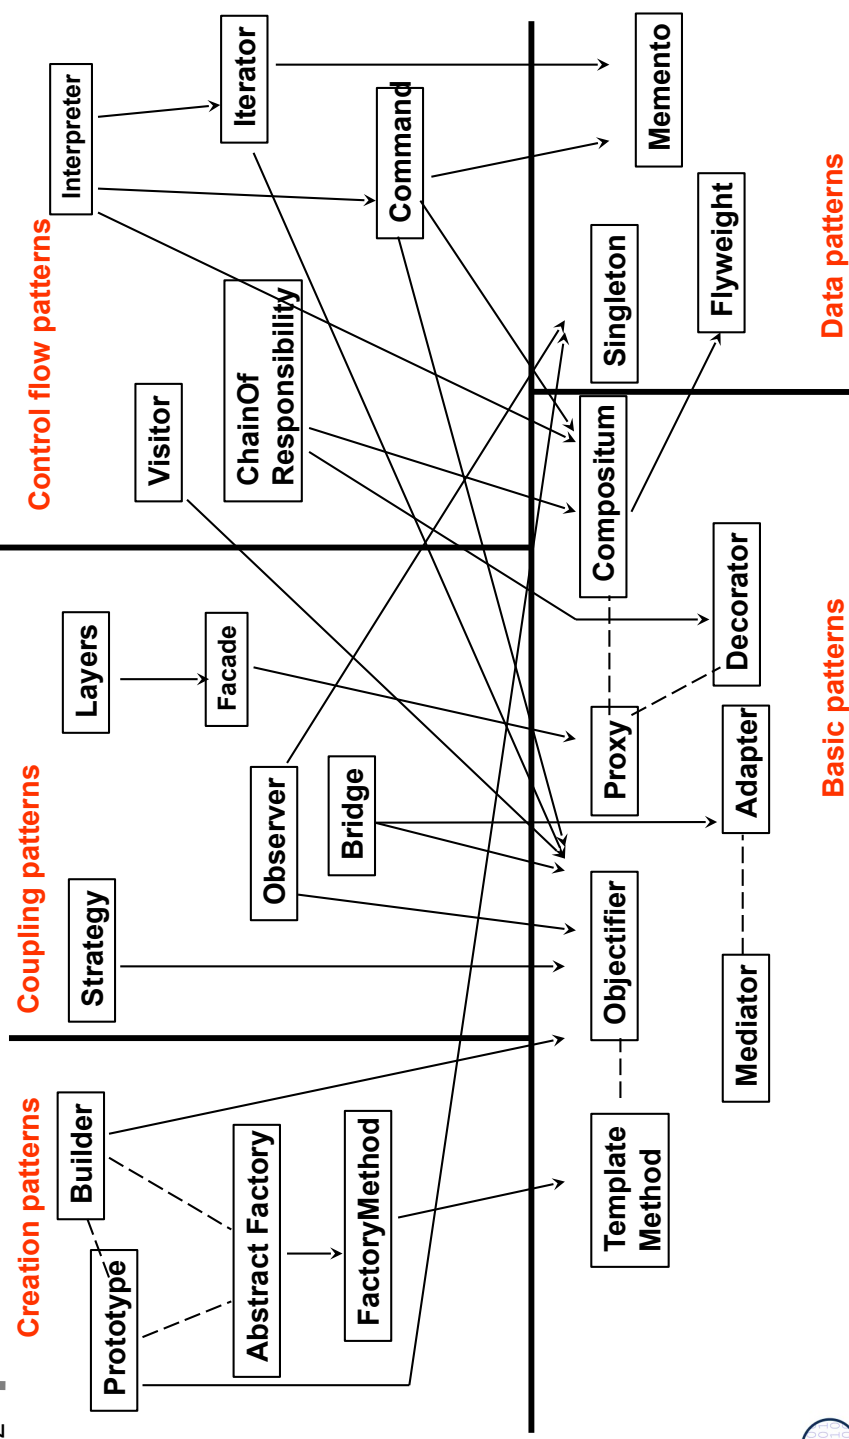 Creation patterns
Coupling patterns
Control flow patterns
Prototype
Builder
Abstract Factory
FactoryMethod
Strategy
Observer
Bridge
Layers
Facade
Visitor
ChainOf
Responsibility
Interpreter
Iterator
Command
Template
Method
Objectifier
Mediator
Proxy
Adapter
Decorator
Compositum
Singleton
Flyweight
Memento
Basic patterns
Data patterns